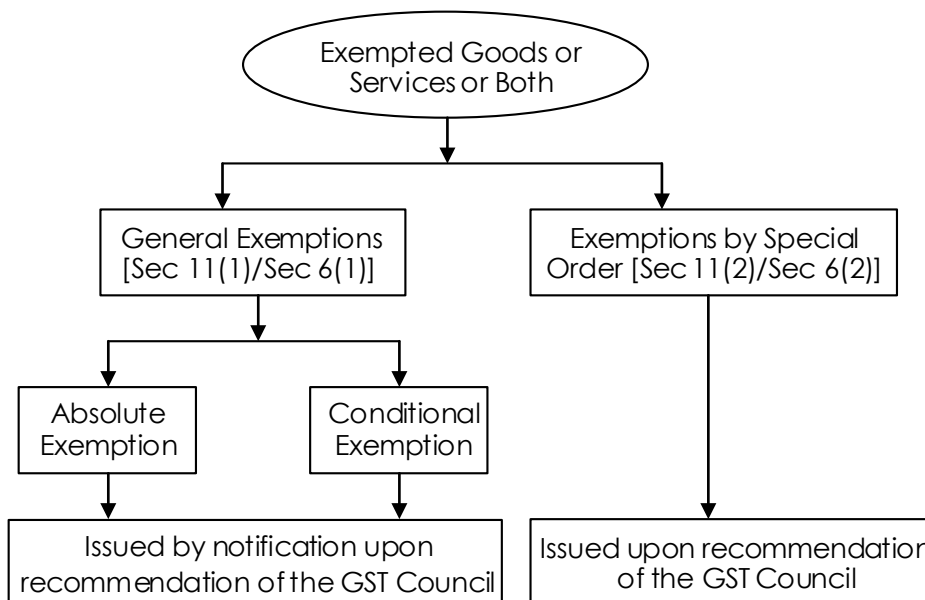 Exempted Goods or
Services or Both
General Exemptions
[Sec 11(1)/Sec 6(1)]
Exemptions by Special
Order [Sec 11(2)/Sec 6(2)]
Absolute
Exemption
Conditional
Exemption
Issued by notification upon
recommendation of the GST Council
Issued upon recommendation
of the GST Council